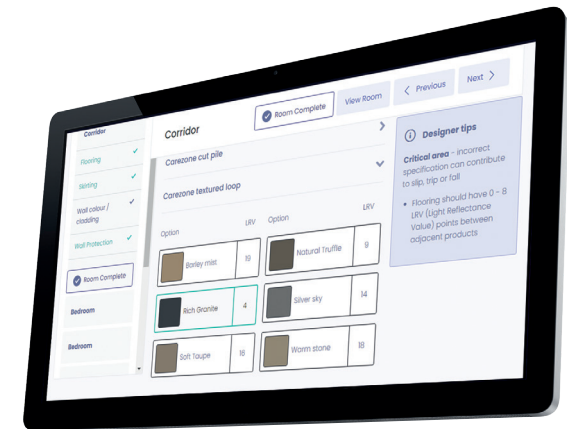 Corridor
Flooring
Skirting
Wall colour /
cladding
Wall Protection
Room Complete
Bedroom
Bedroom
Corridor
Room Complete
View Room
Previous
Next
Carezone cut pile
Carezone textured loop
Option LRV Option LRV
Barley mist 19 Natural Truffle 9
Rich Granite 4 Silver sky 14
Soft Taupe 18 Warm stone 18
Designer tips
Critical area - incorrect
specification can contribute
to slip, trip or fall
• Flooring should have 0 - 8
LRV (Light Reflectance
Value) points between
adjacent products